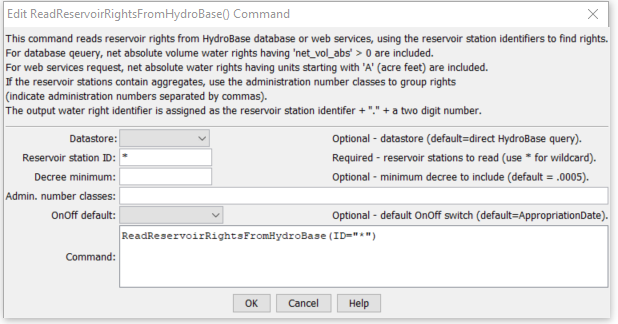 Edit ReadReservoirRightsFromHydroBase() Command
This command reads reservoir rights from HydroBase database or web services, using the reservoir station identifiers to find rights.
For database qeuery, net absolute volume water rights having 'net_vol_abs' > 0 are included.
For web services request, net absolute water rights having units starting with 'A' (acre feet) are included.
If the reservoir stations contain aggregates, use the administration number classes to group rights
(indicate administration numbers separated by commas).
The output water right identifier is assigned as the reservoir station identifer + "." + a two digit number.
Datastore: Optional - datastore (default=direct HydroBase query).
Reservoir station ID: * Required - reservoir stations to read (use * for wildcard).
Decree minimum: Optional - minimum decree to include (default = .0005).
Admin. number classes:
OnOff default: Optional - default OnOff switch (default=AppropriationDate).
Command: ReadReservoirRightsFromHydroBase(ID="*")
OK Cancel Help